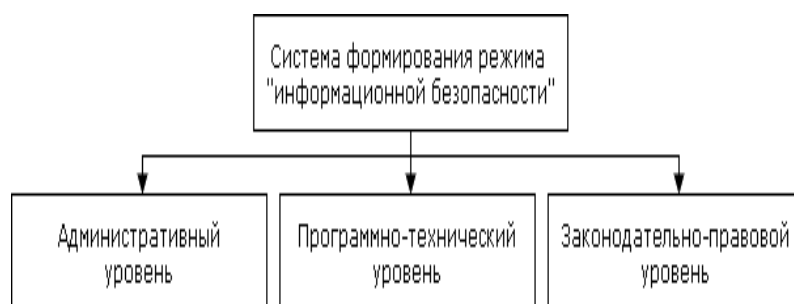 Система формирования режима
"информационной безопасности"
Административный
уровень
Программно-технический
уровень
Законодательно-правовой
уровень